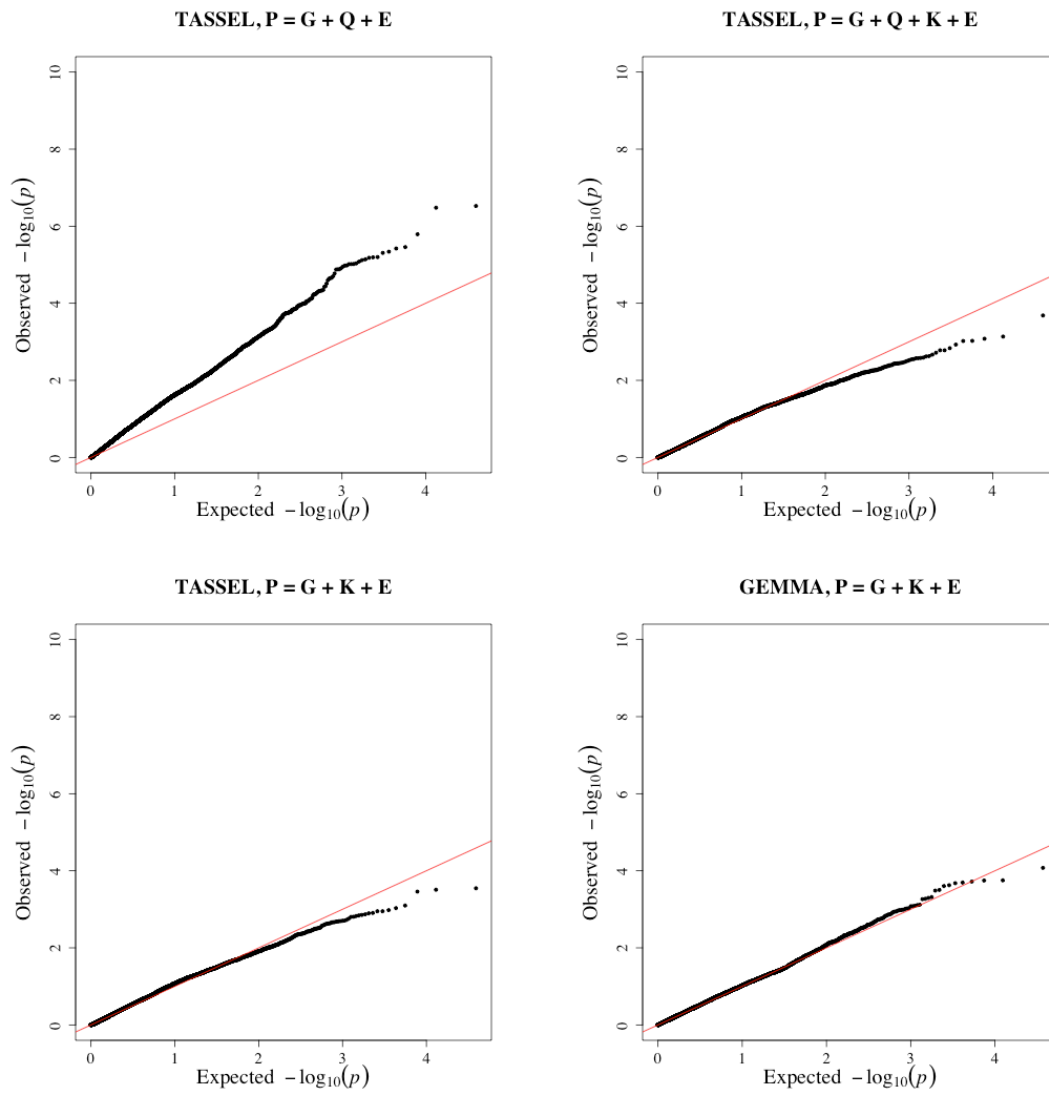 TASSEL, P = G + Q + E
Observed −log₁₀(p)
0 2 4 6 8 10
0 1 2 3 4
Expected −log₁₀(p)
TASSEL, P = G + Q + K + E
Observed −log₁₀(p)
0 2 4 6 8 10
0 1 2 3 4
Expected −log₁₀(p)
TASSEL, P = G + K + E
Observed −log₁₀(p)
0 2 4 6 8 10
0 1 2 3 4
Expected −log₁₀(p)
GEMMA, P = G + K + E
Observed −log₁₀(p)
0 2 4 6 8 10
0 1 2 3 4
Expected −log₁₀(p)